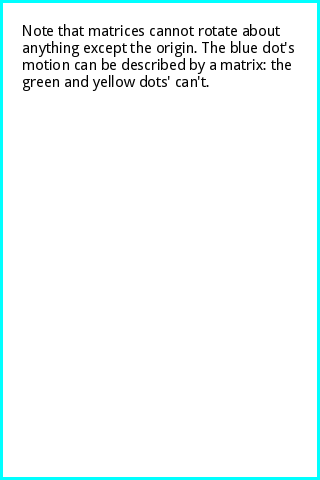 Note that matrices cannot rotate about
anything except the origin. The blue dot's
motion can be described by a matrix: the
green and yellow dots' can't.